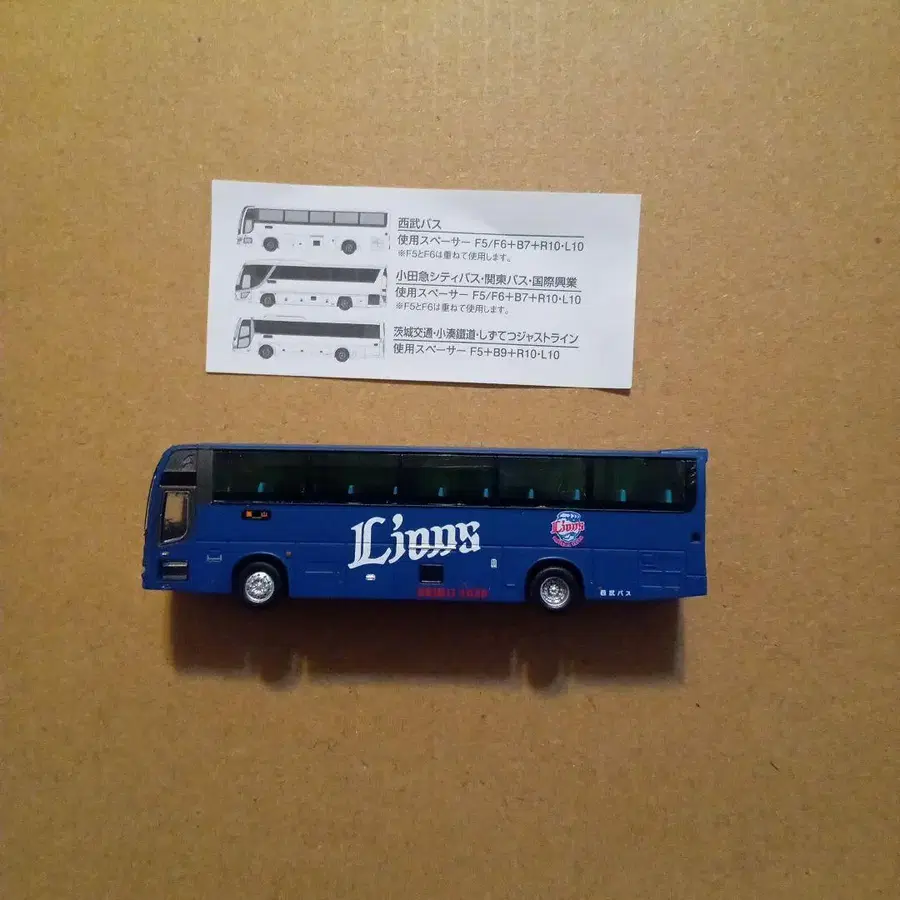 西武バス
使用スペーサー F5/F6+B7+R10・L10
※F5とF6は重ねて使用します。
小田急シティバス・関東バス・国際興業
使用スペーサー F5/F6+B7+R10・L10
※F5とF6は重ねて使用します。
茨城交通・小湊鐵道・しずてつジャストライン
使用スペーサー F5+B9+R10・L10
Lions
Lions
西武バス